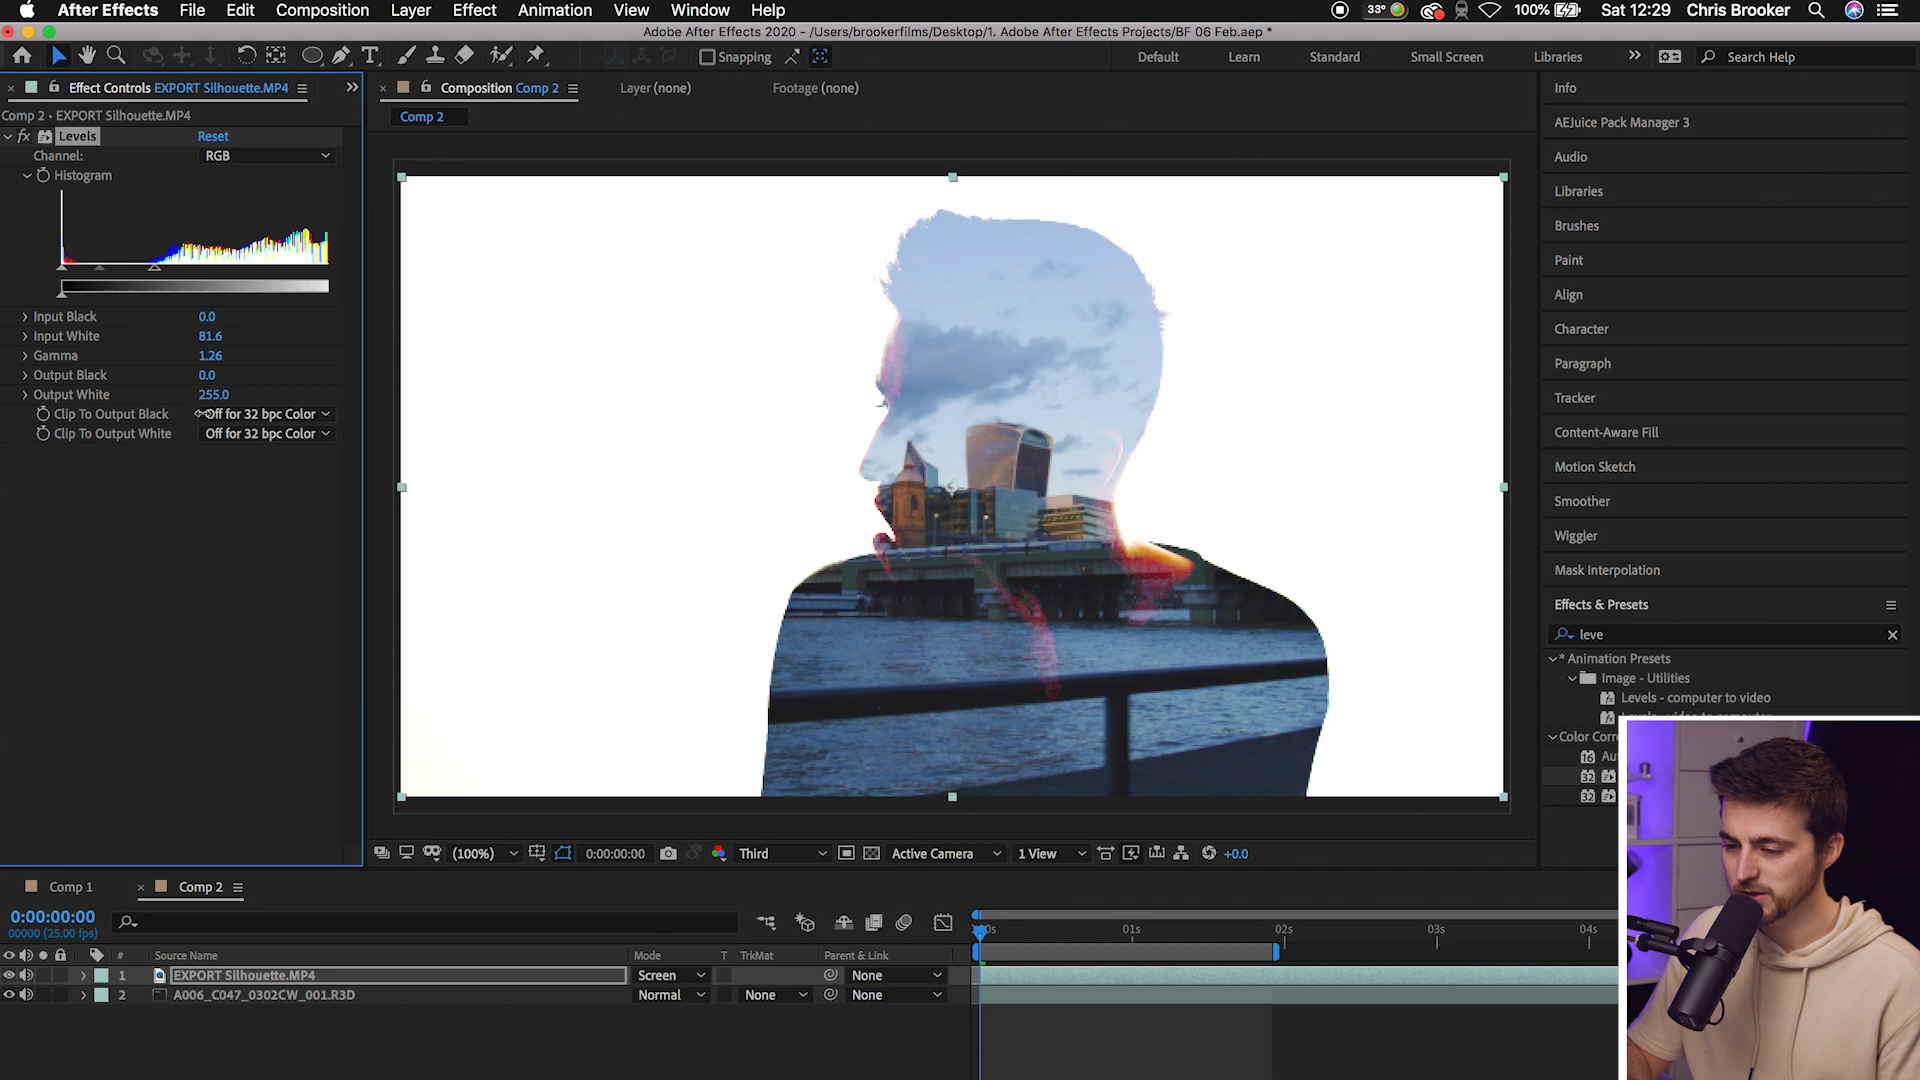 After Effects File Edit Composition Layer Effect Animation View Window Help 33° 100% Sat 12:29 Chris Brooker
Adobe After Effects 2020 - /Users/brookerfilms/Desktop/1. Adobe After Effects Projects/BF 06 Feb.aep *
Snapping Default Learn Standard Small Screen Libraries Search Help
Effect Controls EXPORT Silhouette.MP4
Composition Comp 2 Layer (none) Footage (none)
Comp 2 • EXPORT Silhouette.MP4
Comp 2
fx Levels Reset
Channel: RGB
Histogram
Input Black 0.0
Input White 81.6
Gamma 1.26
Output Black 0.0
Output White 255.0
Clip To Output Black Off for 32 bpc Color
Clip To Output White Off for 32 bpc Color
Info
AEJuice Pack Manager 3
Audio
Libraries
Brushes
Paint
Align
Character
Paragraph
Tracker
Content-Aware Fill
Motion Sketch
Smoother
Wiggler
Mask Interpolation
Effects & Presets
leve
* Animation Presets
Image - Utilities
Levels - computer to video
Color Corr
16 Au
32
32
(100%) 0:00:00:00 Third Active Camera 1 View +0.0
Comp 1 Comp 2
0:00:00:00
00000 (25.00 fps)
01s 02s 03s 04s
# Source Name Mode T TrkMat Parent & Link
1 EXPORT Silhouette.MP4 Screen None
2 A006_C047_0302CW_001.R3D Normal None None